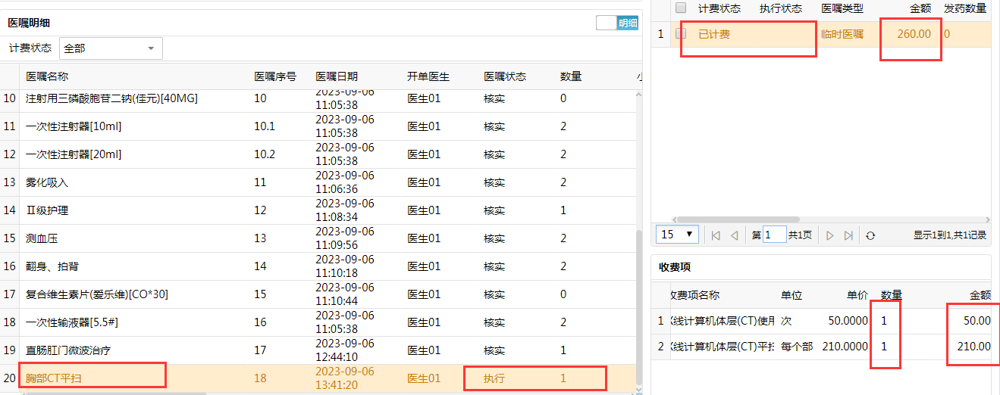 医嘱明细
明细
计费状态 全部
医嘱名称 医嘱序号 医嘱日期 开单医生 医嘱状态 数量
10 注射用三磷酸胞苷二钠(佳元)[40MG] 10 2023-09-06 11:05:38 医生01 核实 0
11 一次性注射器[10ml] 10.1 2023-09-06 11:05:38 医生01 核实 2
12 一次性注射器[20ml] 10.2 2023-09-06 11:05:38 医生01 核实 2
13 雾化吸入 11 2023-09-06 11:06:36 医生01 核实 2
14 Ⅱ级护理 12 2023-09-06 11:08:34 医生01 核实 1
15 测血压 13 2023-09-06 11:09:56 医生01 核实 2
16 翻身、拍背 14 2023-09-06 11:10:18 医生01 核实 2
17 复合维生素片(爱乐维)[CO*30] 15 2023-09-06 11:10:44 医生01 核实 0
18 一次性输液器[5.5#] 16 2023-09-06 11:05:38 医生01 核实 2
19 直肠肛门微波治疗 17 2023-09-06 12:44:10 医生01 核实 1
20 胸部CT平扫 18 2023-09-06 13:41:20 医生01 执行 1
计费状态 执行状态 医嘱类型 金额 发药数量
1 已计费 临时医嘱 260.00 0
15 第 1 共1页 显示1到1,共1记录
收费项
收费项名称 单位 单价 数量 金额
1 线计算机体层(CT)使用 次 50.0000 1 50.00
2 线计算机体层(CT)平扫 每个部 210.0000 1 210.00